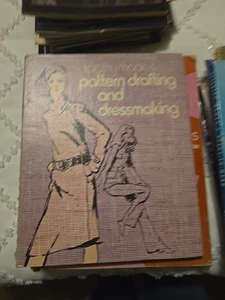 pattern drafting
and
dressmaking